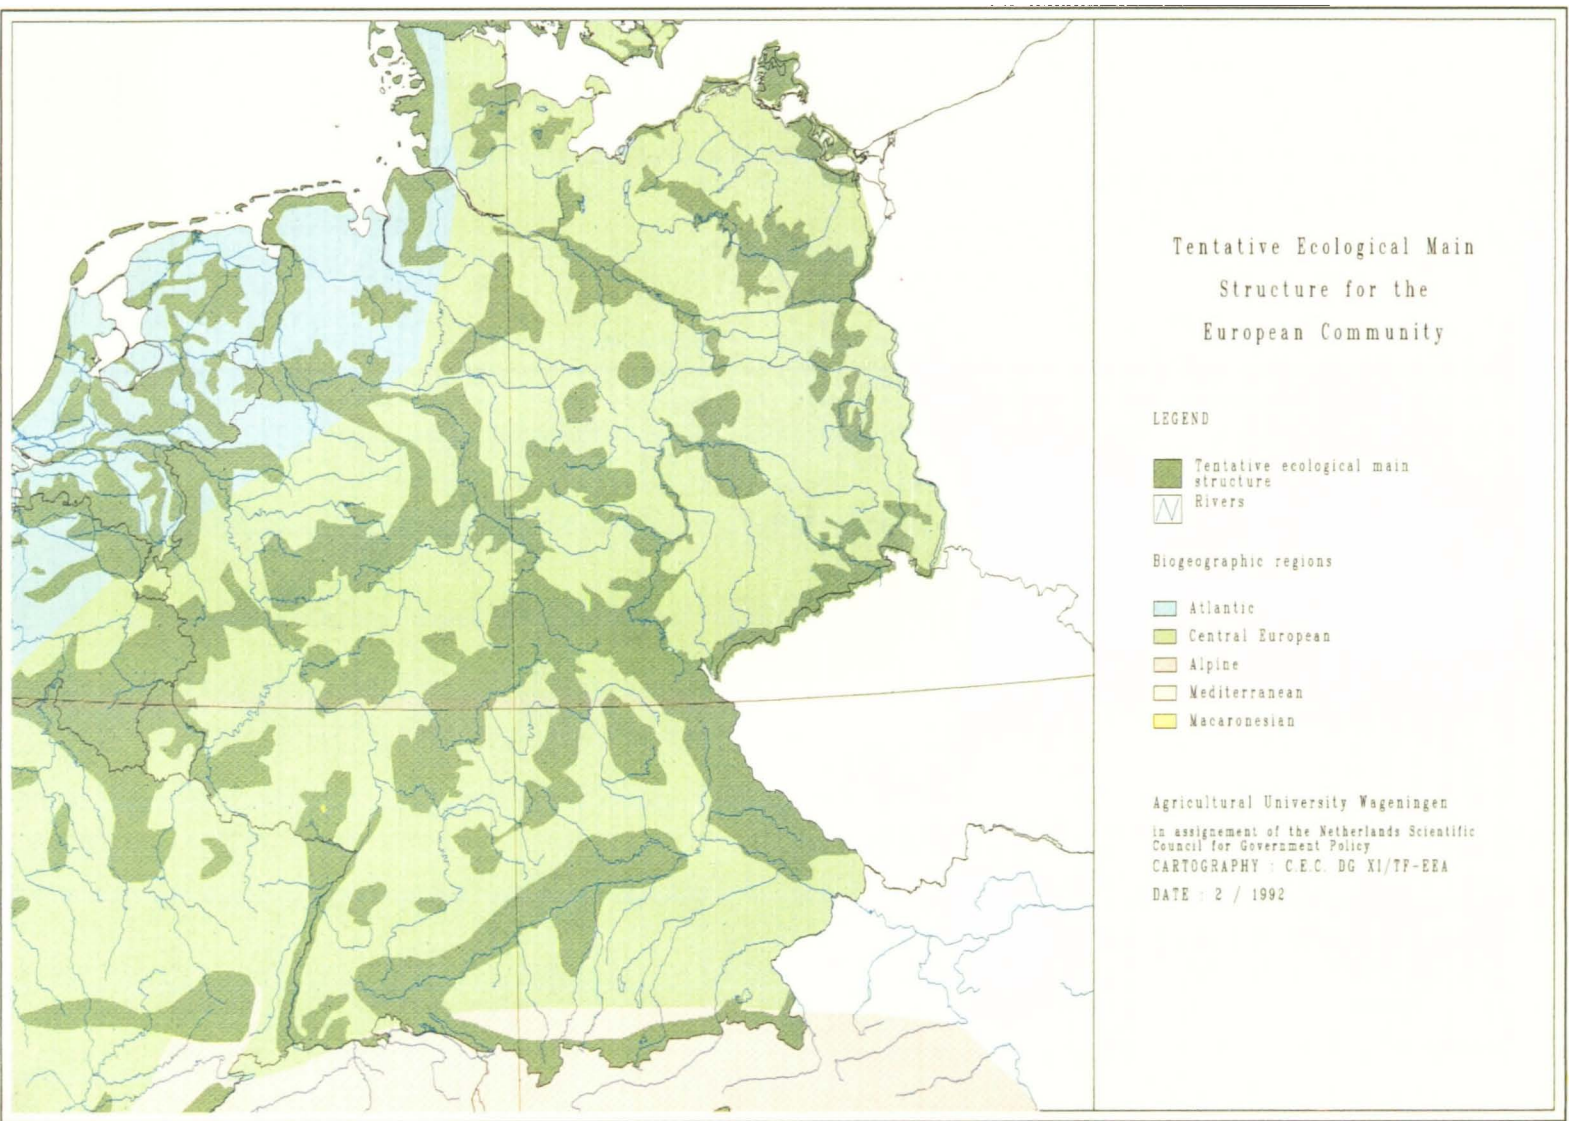 Tentative Ecological Main
Structure for the
European Community
LEGEND
Tentative ecological main
structure
Rivers
Biogeographic regions
Atlantic
Central European
Alpine
Mediterranean
Macaronesian
Agricultural University Wageningen
in assignement of the Netherlands Scientific
Council for Government Policy
CARTOGRAPHY : C.E.C. DG XI/TF-EEA
DATE : 2 / 1992